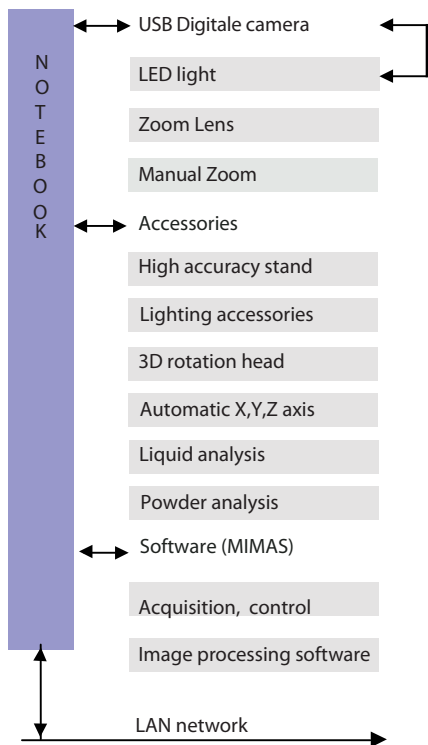 NOTEBOOK
USB Digitale camera
LED light
Zoom Lens
Manual Zoom
Accessories
High accuracy stand
Lighting accessories
3D rotation head
Automatic X,Y,Z axis
Liquid analysis
Powder analysis
Software (MIMAS)
Acquisition, control
Image processing software
LAN network